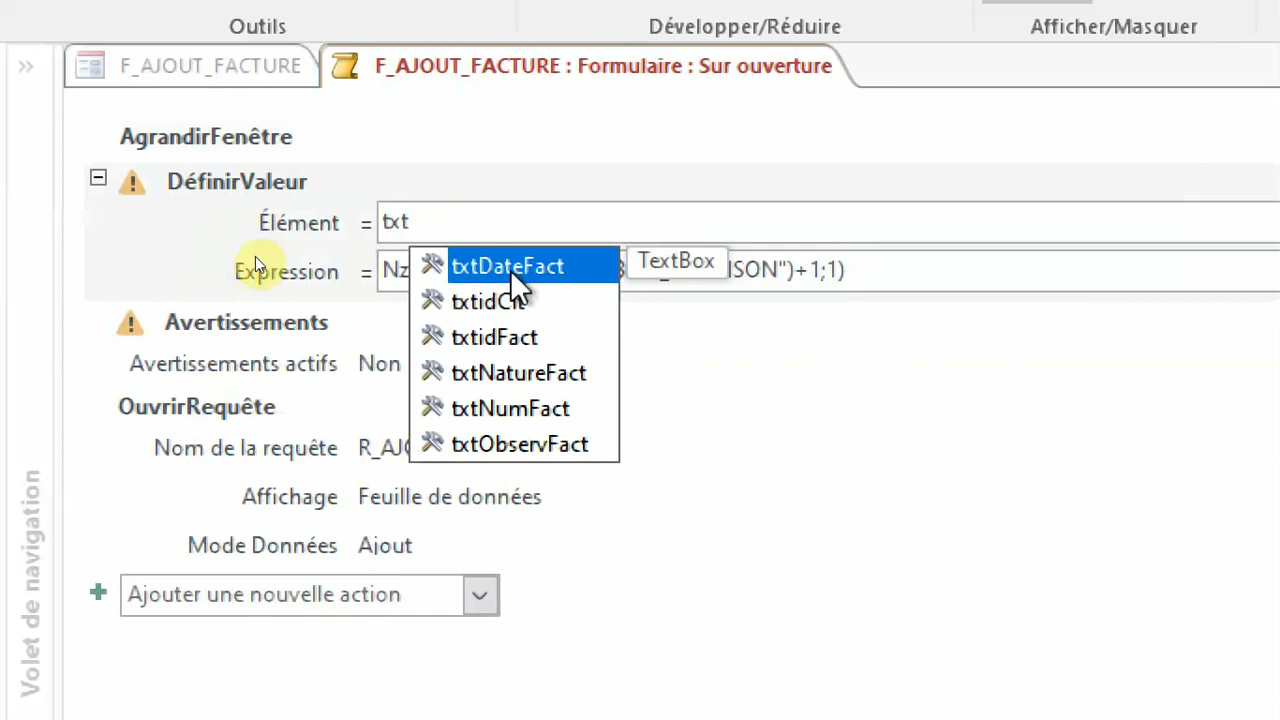 Outils Développer/Réduire Afficher/Masquer
F_AJOUT_FACTURE F_AJOUT_FACTURE : Formulaire : Sur ouverture
AgrandirFenêtre
DéfinirValeur
Élément = txt
Expression = Nz ISON")+1;1)
txtDateFact TextBox
txtidClt
txtidFact
txtNatureFact
txtNumFact
txtObservFact
Avertissements
Avertissements actifs Non
OuvrirRequête
Nom de la requête R_AJO
Affichage Feuille de données
Mode Données Ajout
Ajouter une nouvelle action
Volet de navigation